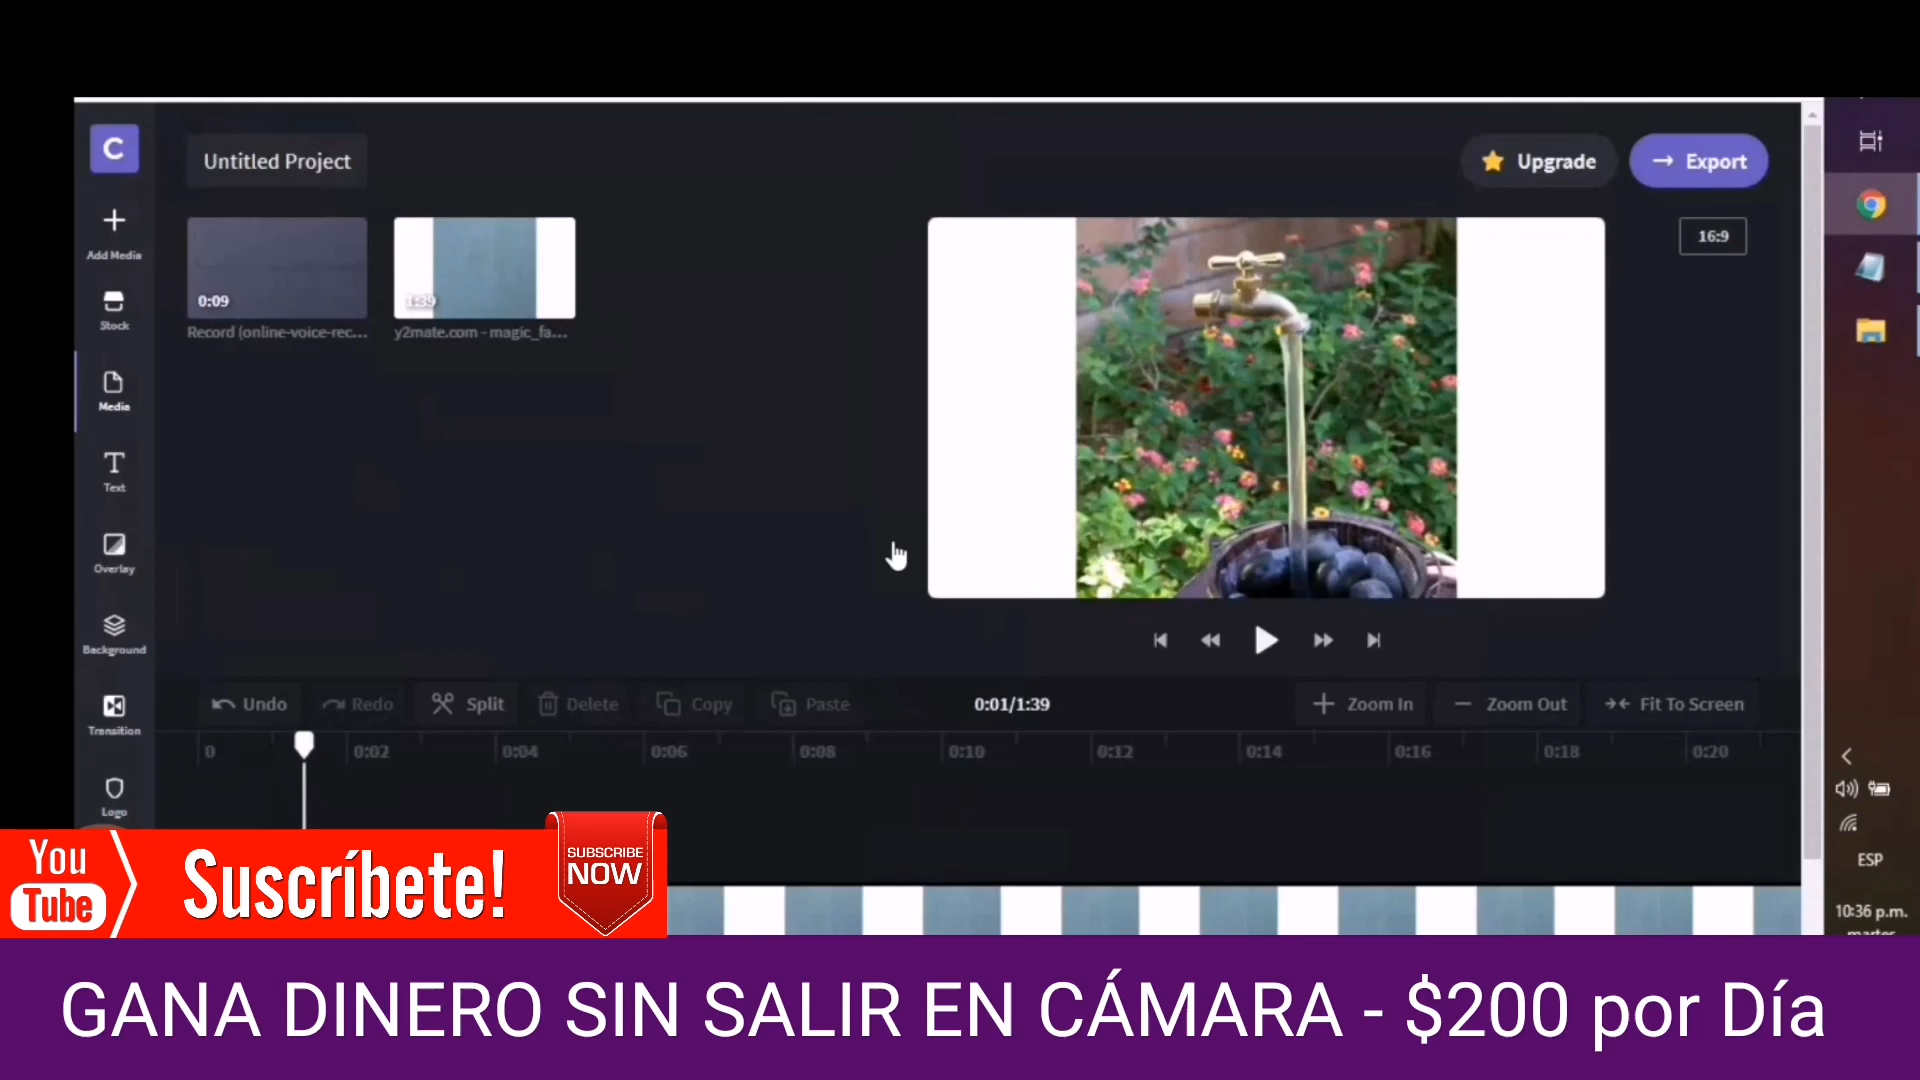 C
Untitled Project
Upgrade
Export
16:9
Add Media
Stock
Media
Text
Overlay
Background
Transition
Logo
0:09
1:39
Record (online-voice-rec...
y2mate.com - magic_fa...
Undo
Redo
Split
Delete
Copy
Paste
0:01/1:39
Zoom In
Zoom Out
Fit To Screen
0
0:02
0:04
0:06
0:08
0:10
0:12
0:14
0:16
0:18
0:20
ESP
10:36 p.m.
martes
You
Tube
Suscríbete!
SUBSCRIBE
NOW
GANA DINERO SIN SALIR EN CÁMARA - $200 por Día